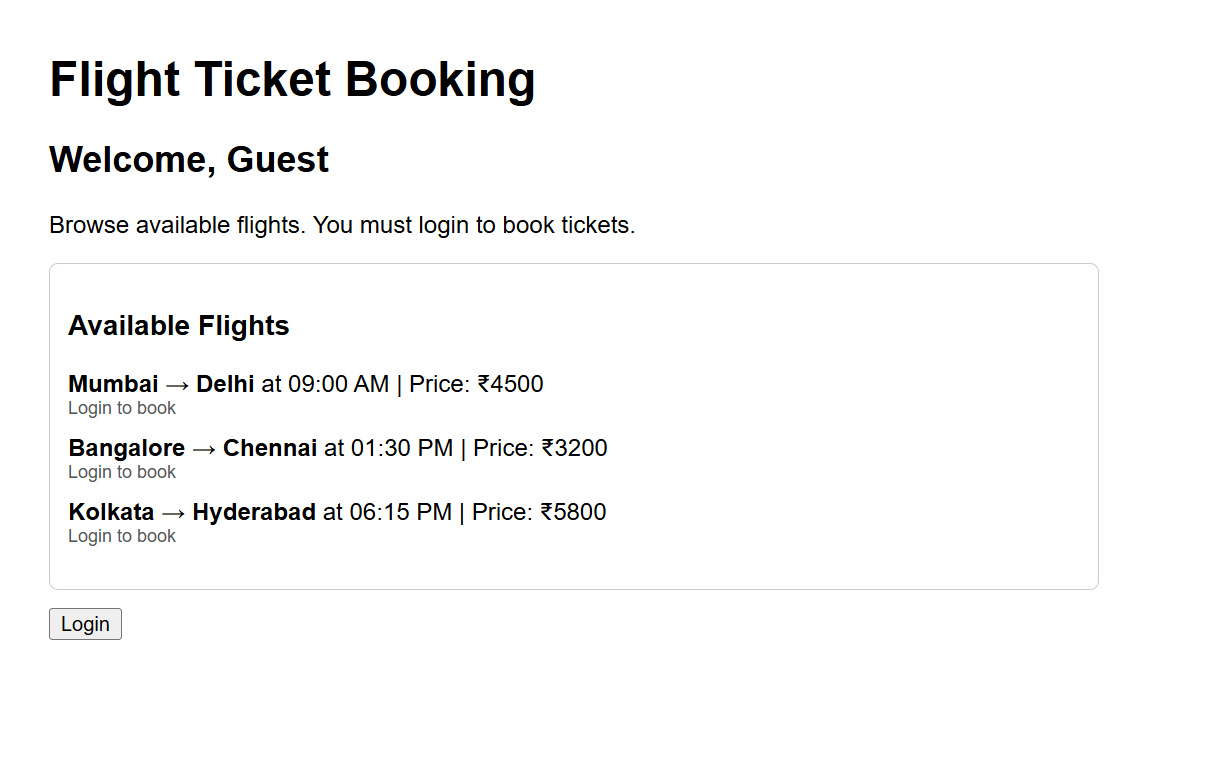 Flight Ticket Booking
Welcome, Guest
Browse available flights. You must login to book tickets.
Available Flights
Mumbai → Delhi at 09:00 AM | Price: ₹4500
Login to book
Bangalore → Chennai at 01:30 PM | Price: ₹3200
Login to book
Kolkata → Hyderabad at 06:15 PM | Price: ₹5800
Login to book
Login